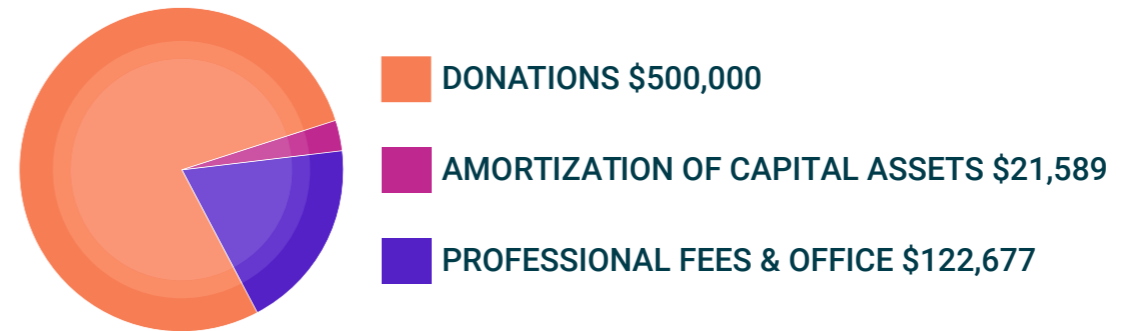 DONATIONS $500,000
AMORTIZATION OF CAPITAL ASSETS $21,589
PROFESSIONAL FEES & OFFICE $122,677